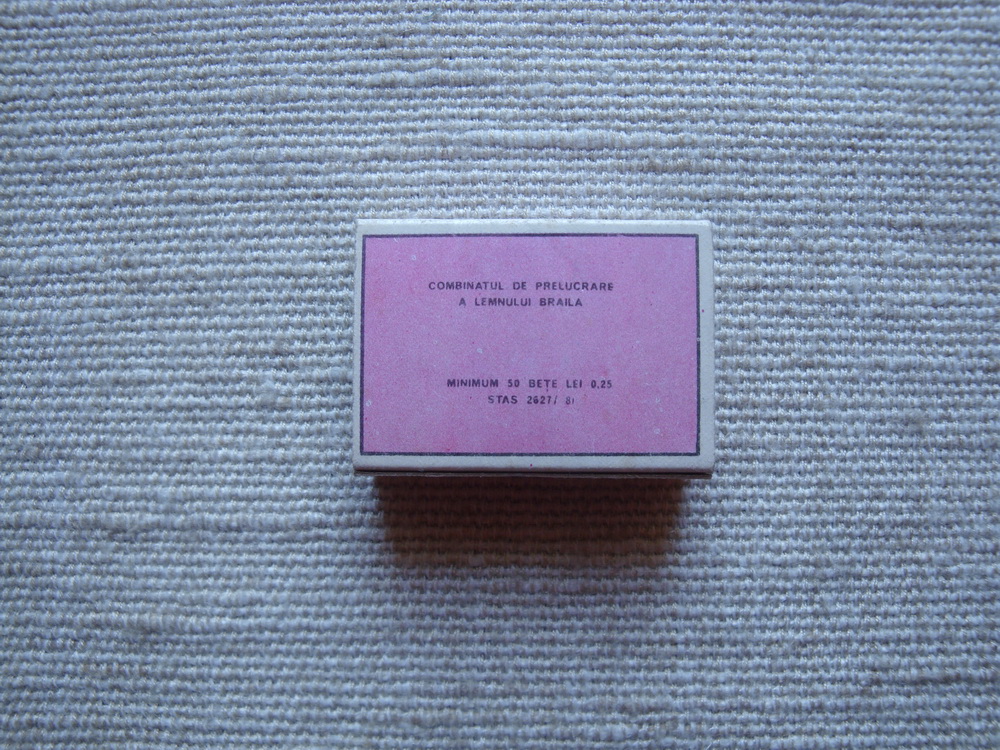 COMBINATUL DE PRELUCRARE
A LEMNULUI BRAILA
MINIMUM 50 BEȚE LEI 0,25
STAS 2627/ 81